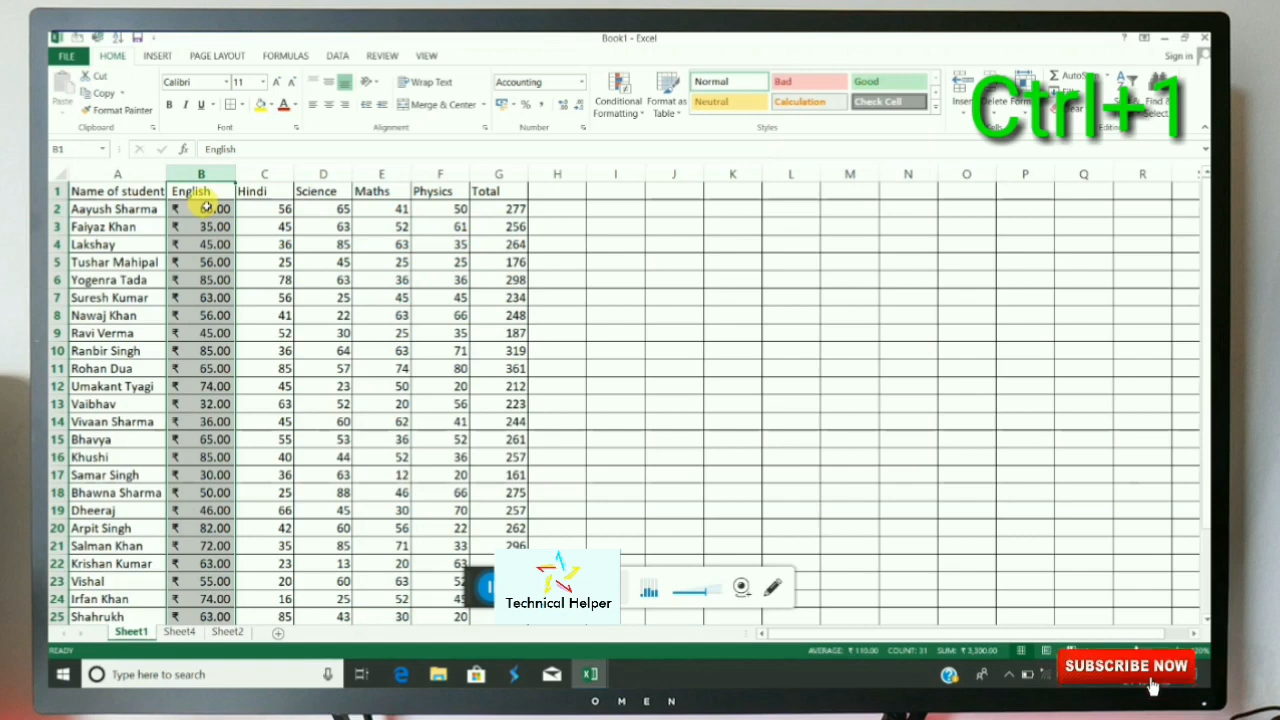 Book1 - Excel
Sign in
FILE HOME INSERT PAGE LAYOUT FORMULAS DATA REVIEW VIEW
Ctrl+1
Paste
Cut
Copy
Format Painter
Calibri 11
B I U A
Wrap Text
Merge & Center
Accounting
%
Conditional
Formatting
Format as
Table
Normal Bad Good
Neutral Calculation Check Cell
Insert Delete
Clipboard Font Alignment Number Styles
B1 fx English
A B C D E F G H I J K L M N O P Q R
1 Name of student English Hindi Science Maths Physics Total
2 Aayush Sharma ₹ 56 65 41 50 277
3 Faiyaz Khan ₹ 35.00 45 63 52 61 256
4 Lakshay ₹ 45.00 36 85 63 35 264
5 Tushar Mahipal ₹ 56.00 25 45 25 25 176
6 Yogenra Tada ₹ 85.00 78 63 36 36 298
7 Suresh Kumar ₹ 63.00 56 25 45 45 234
8 Nawaj Khan ₹ 56.00 41 22 63 66 248
9 Ravi Verma ₹ 45.00 52 30 25 35 187
10 Ranbir Singh ₹ 85.00 36 64 63 71 319
11 Rohan Dua ₹ 65.00 85 57 74 80 361
12 Umakant Tyagi ₹ 74.00 45 23 50 20 212
13 Vaibhav ₹ 32.00 63 52 20 56 223
14 Vivaan Sharma ₹ 36.00 45 60 62 41 244
15 Bhavya ₹ 65.00 55 53 36 52 261
16 Khushi ₹ 85.00 40 44 52 36 257
17 Samar Singh ₹ 30.00 36 63 12 20 161
18 Bhawna Sharma ₹ 50.00 25 88 46 66 275
19 Dheeraj ₹ 46.00 66 45 30 70 257
20 Arpit Singh ₹ 82.00 42 60 56 22 262
21 Salman Khan ₹ 72.00 35 85 71 33 296
22 Krishan Kumar ₹ 63.00 23 13 20 63
23 Vishal ₹ 55.00 20 60 63
24 Irfan Khan ₹ 74.00 16 25 52
25 Shahrukh ₹ 63.00 85 43 30 20
Technical Helper
Sheet1 Sheet4 Sheet2
READY AVERAGE: ₹ 110.00 COUNT: 31 SUM: ₹ 3,300.00
Type here to search
SUBSCRIBE NOW
OMEN